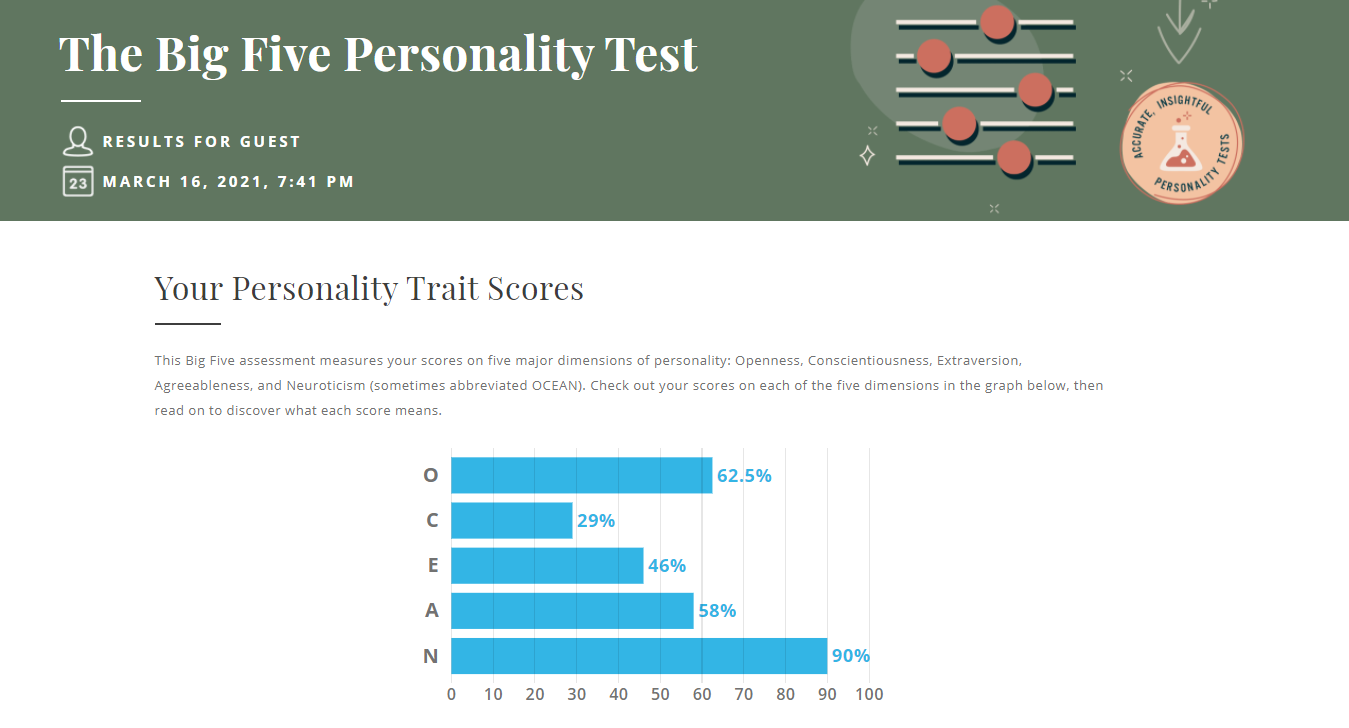 The Big Five Personality Test
RESULTS FOR GUEST
23
MARCH 16, 2021, 7:41 PM
ACCURATE, INSIGHTFUL
PERSONALITY TESTS
Your Personality Trait Scores
This Big Five assessment measures your scores on five major dimensions of personality: Openness, Conscientiousness, Extraversion,
Agreeableness, and Neuroticism (sometimes abbreviated OCEAN). Check out your scores on each of the five dimensions in the graph below, then
read on to discover what each score means.
O 62.5%
C 29%
E 46%
A 58%
N 90%
0 10 20 30 40 50 60 70 80 90 100